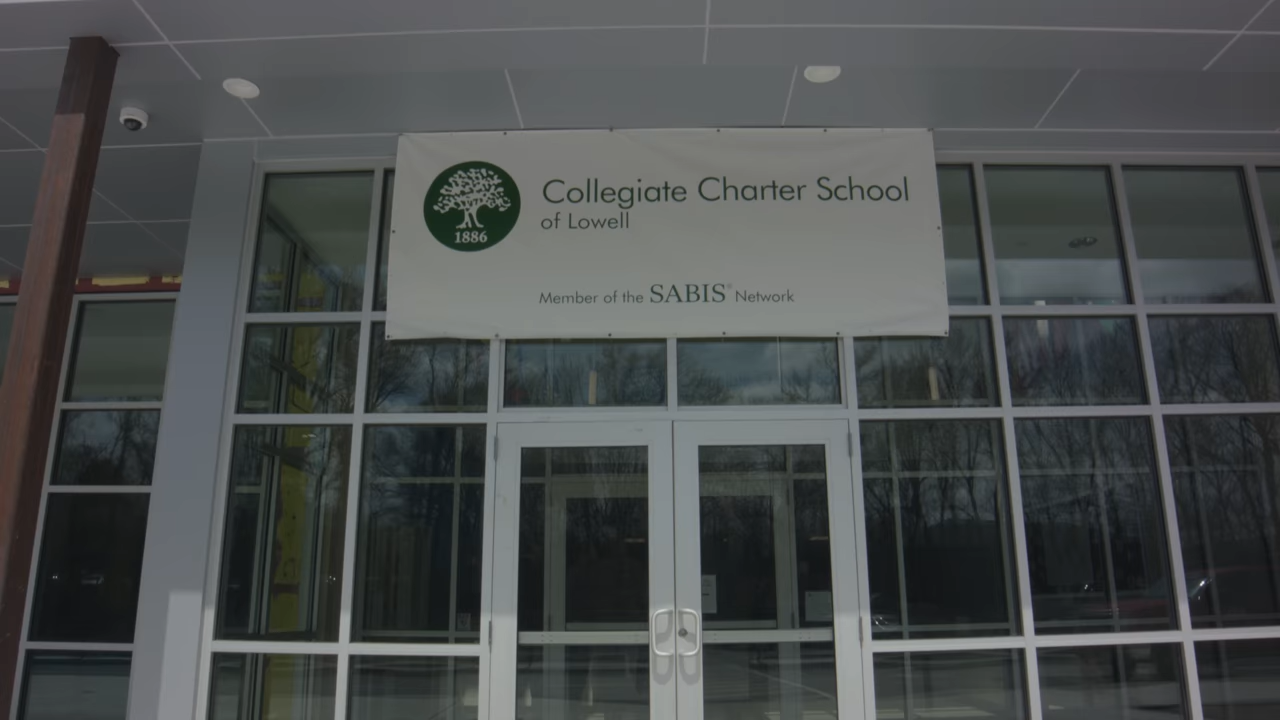 Collegiate Charter School
of Lowell
1886
Member of the SABIS® Network